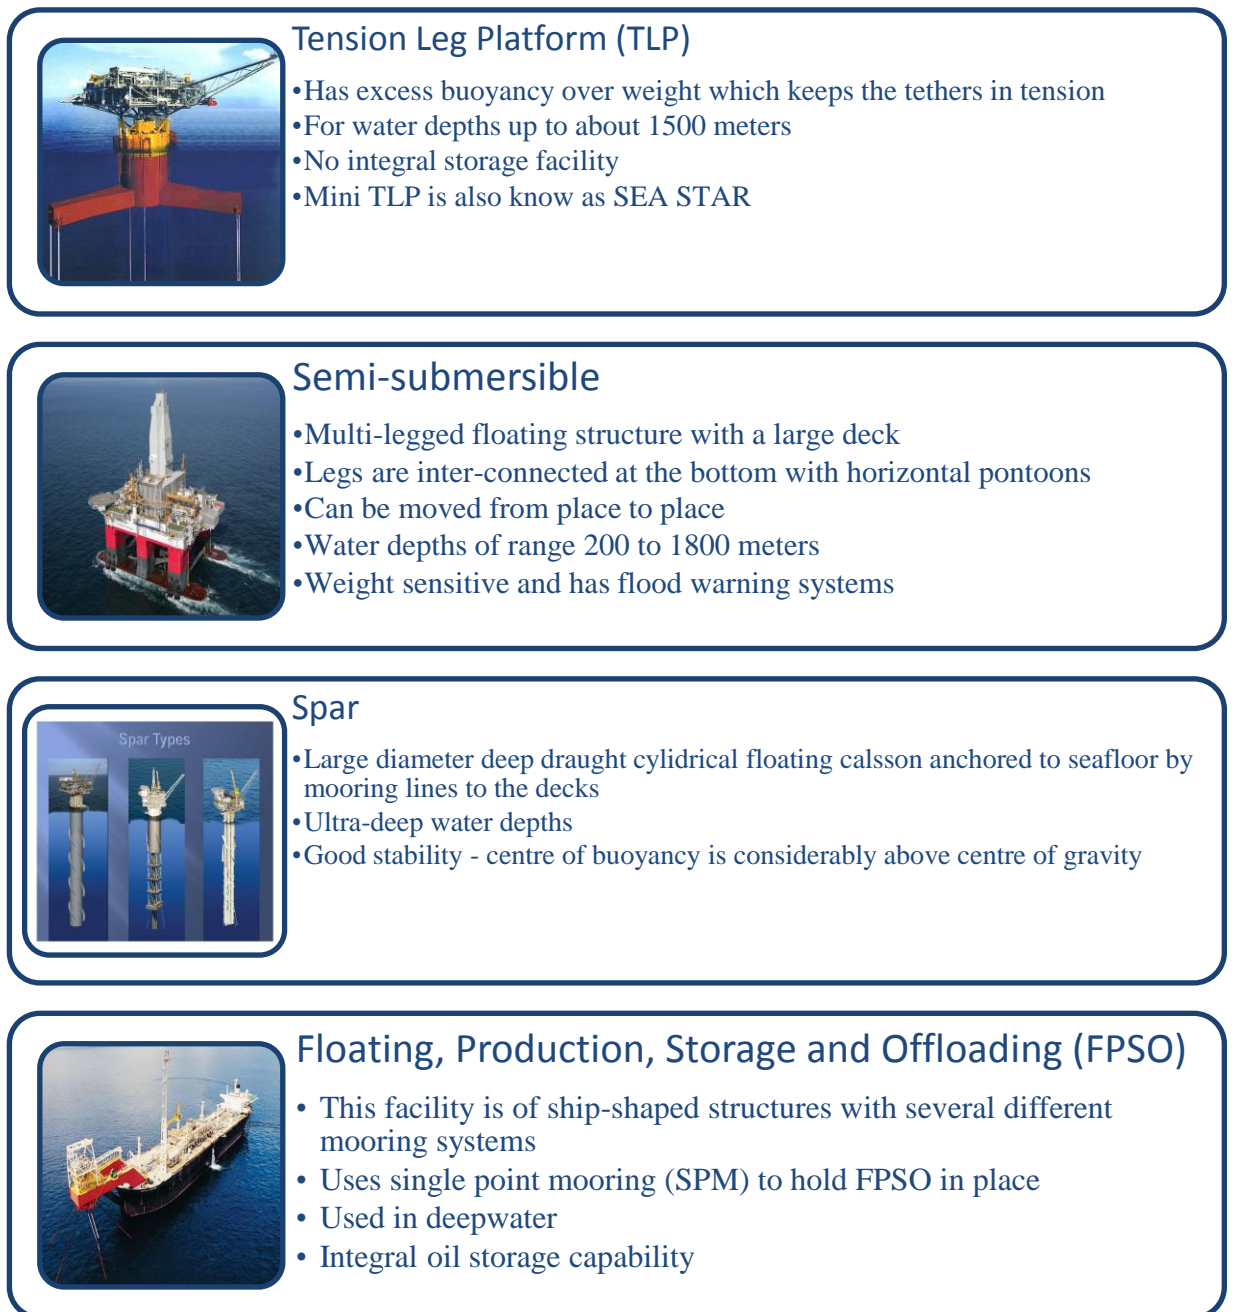 Tension Leg Platform (TLP)
•Has excess buoyancy over weight which keeps the tethers in tension
•For water depths up to about 1500 meters
•No integral storage facility
•Mini TLP is also know as SEA STAR
Semi-submersible
•Multi-legged floating structure with a large deck
•Legs are inter-connected at the bottom with horizontal pontoons
•Can be moved from place to place
•Water depths of range 200 to 1800 meters
•Weight sensitive and has flood warning systems
Spar Types
Spar
•Large diameter deep draught cylidrical floating calsson anchored to seafloor by
mooring lines to the decks
•Ultra-deep water depths
•Good stability - centre of buoyancy is considerably above centre of gravity
Floating, Production, Storage and Offloading (FPSO)
• This facility is of ship-shaped structures with several different
mooring systems
• Uses single point mooring (SPM) to hold FPSO in place
• Used in deepwater
• Integral oil storage capability